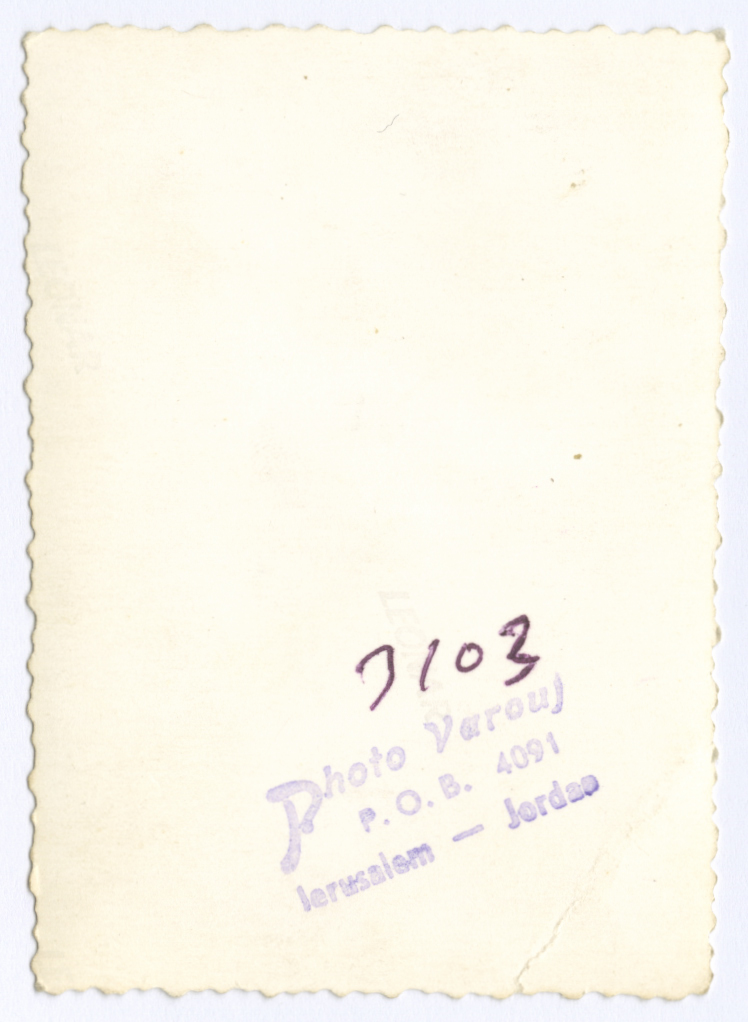 7103
Photo Varouj
P. O. B. 4091
Jerusalem — Jordan